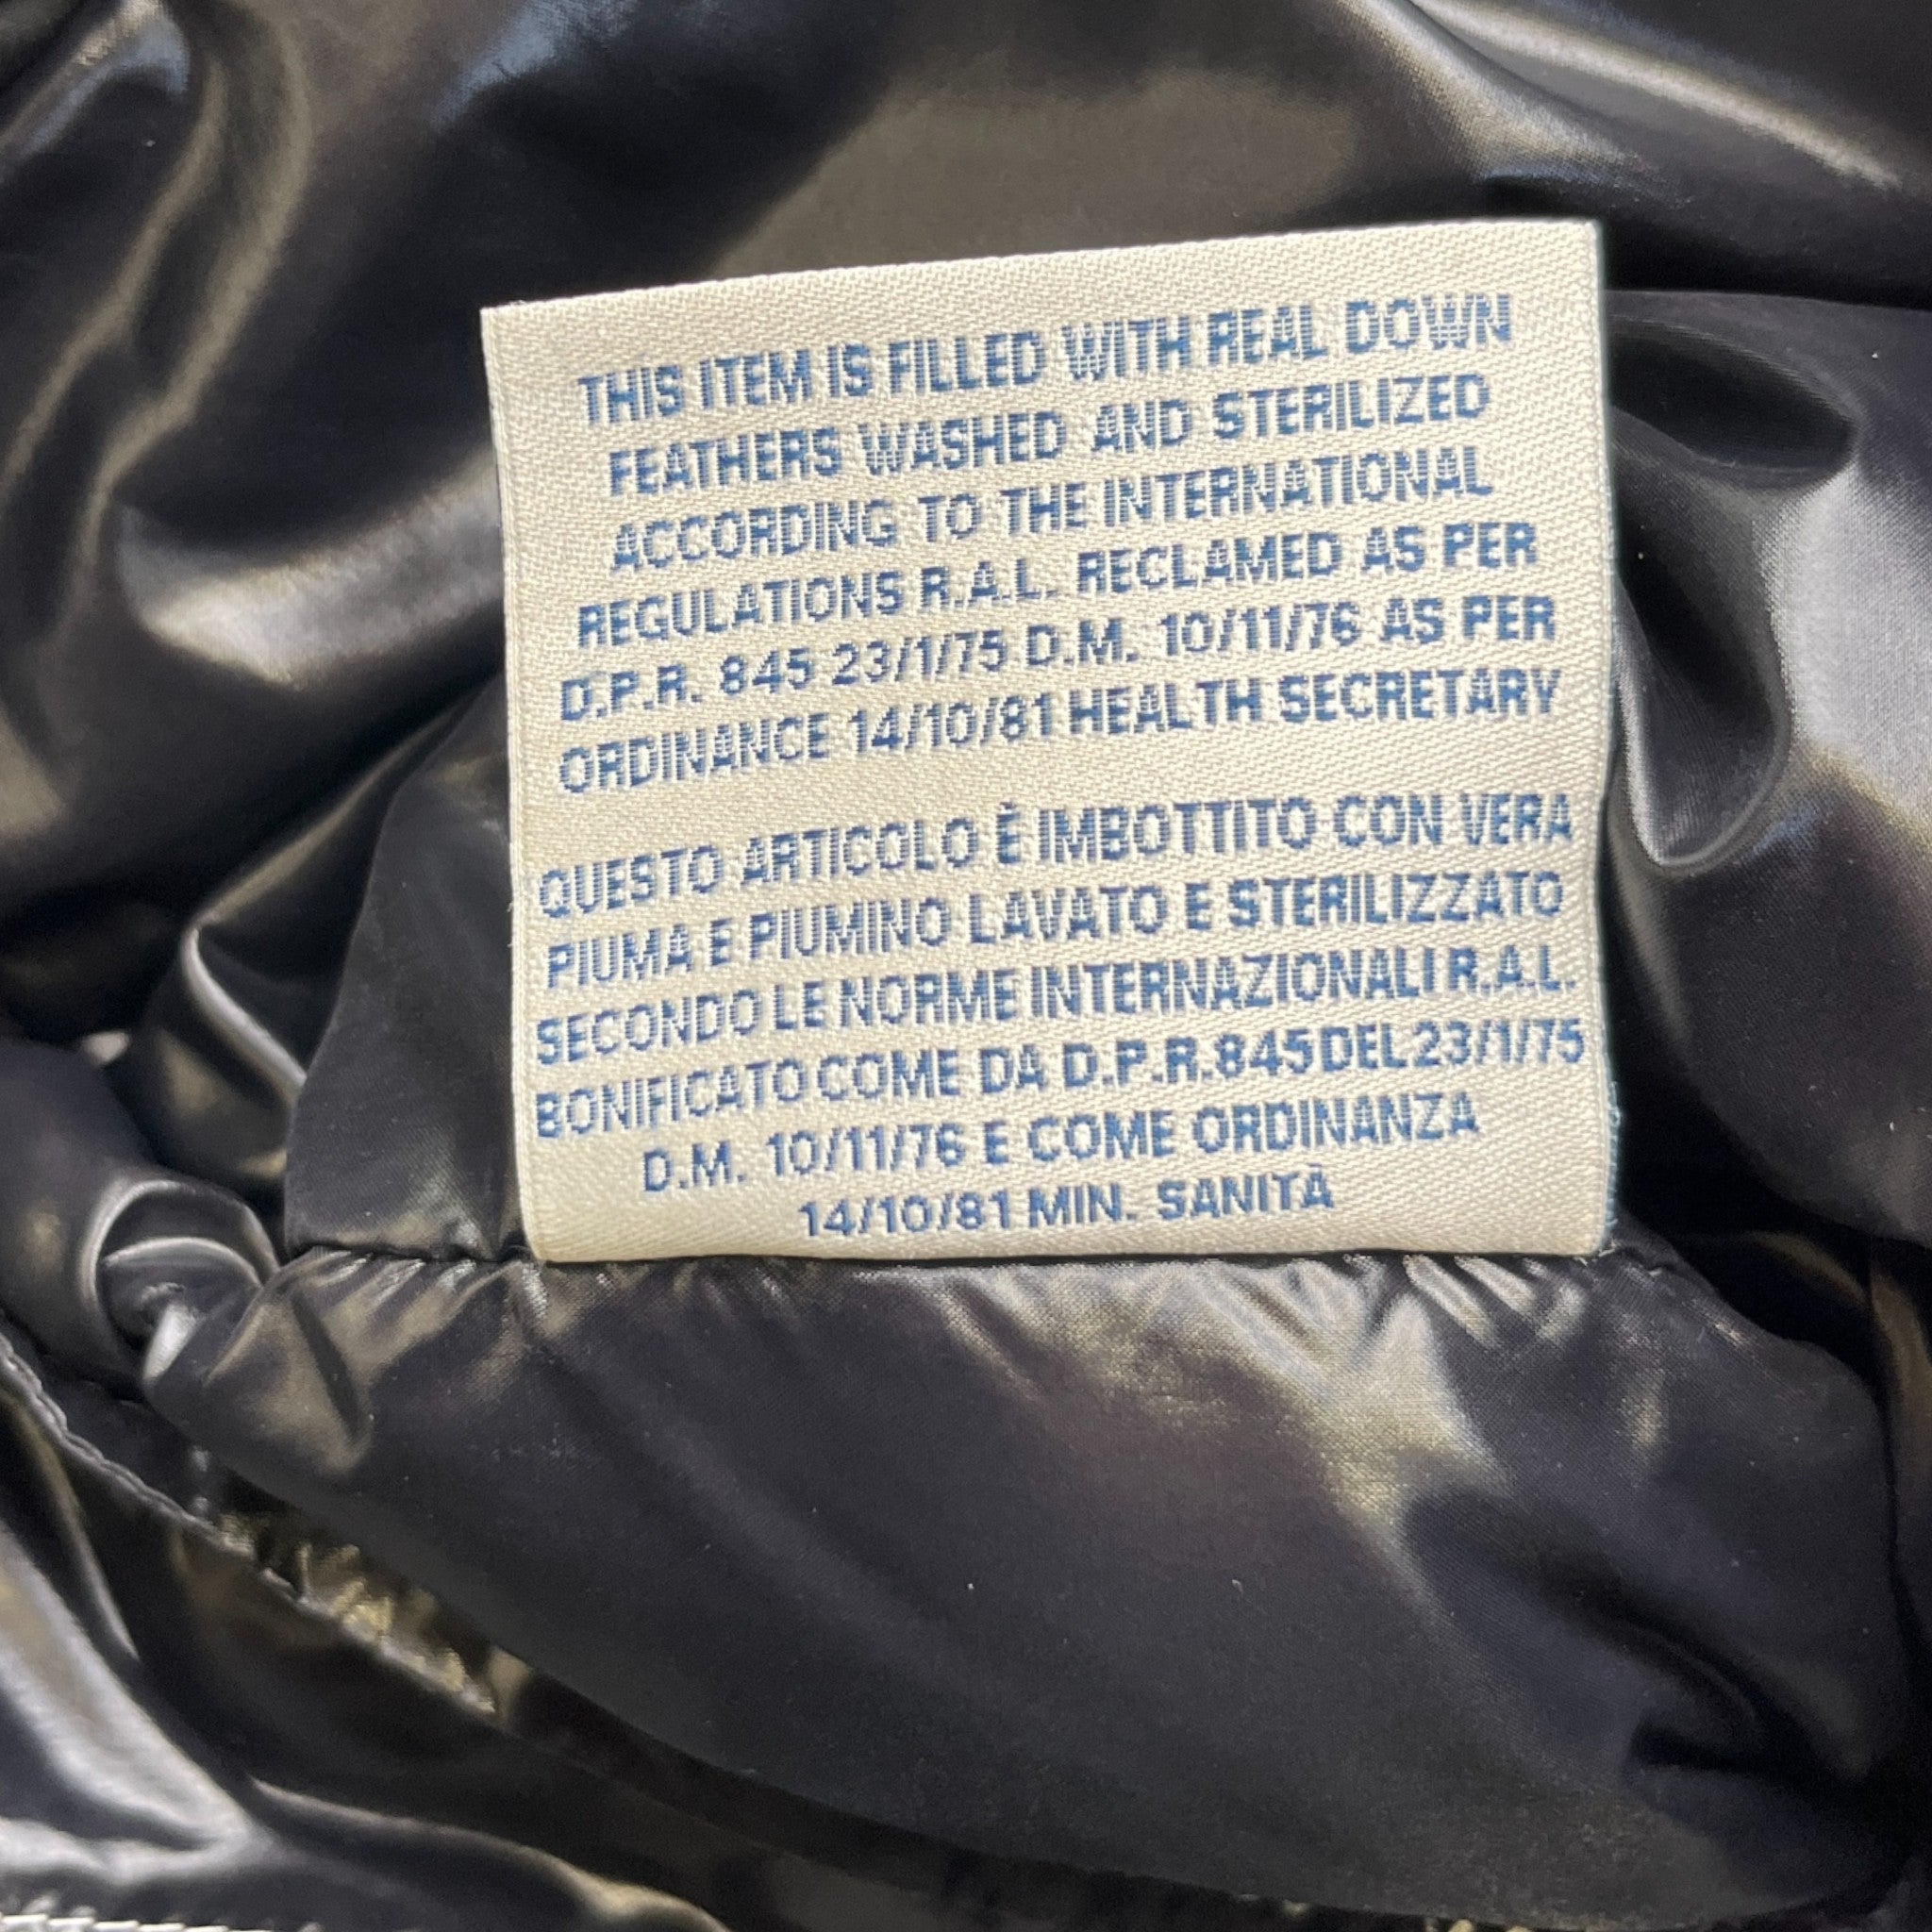 THIS ITEM IS FILLED WITH REAL DOWN
FEATHERS WASHED AND STERILIZED
ACCORDING TO THE INTERNATIONAL
REGULATIONS R.A.L. RECLAMED AS PER
D.P.R. 845 23/1/75 D.M. 10/11/76 AS PER
ORDINANCE 14/10/81 HEALTH SECRETARY
QUESTO ARTICOLO È IMBOTTITO CON VERA
PIUMA E PIUMINO LAVATO E STERILIZZATO
SECONDO LE NORME INTERNAZIONALI R.A.L.
BONIFICATO COME DA D.P.R. 845 DEL 23/1/75
D.M. 10/11/76 E COME ORDINANZA
14/10/81 MIN. SANITÀ